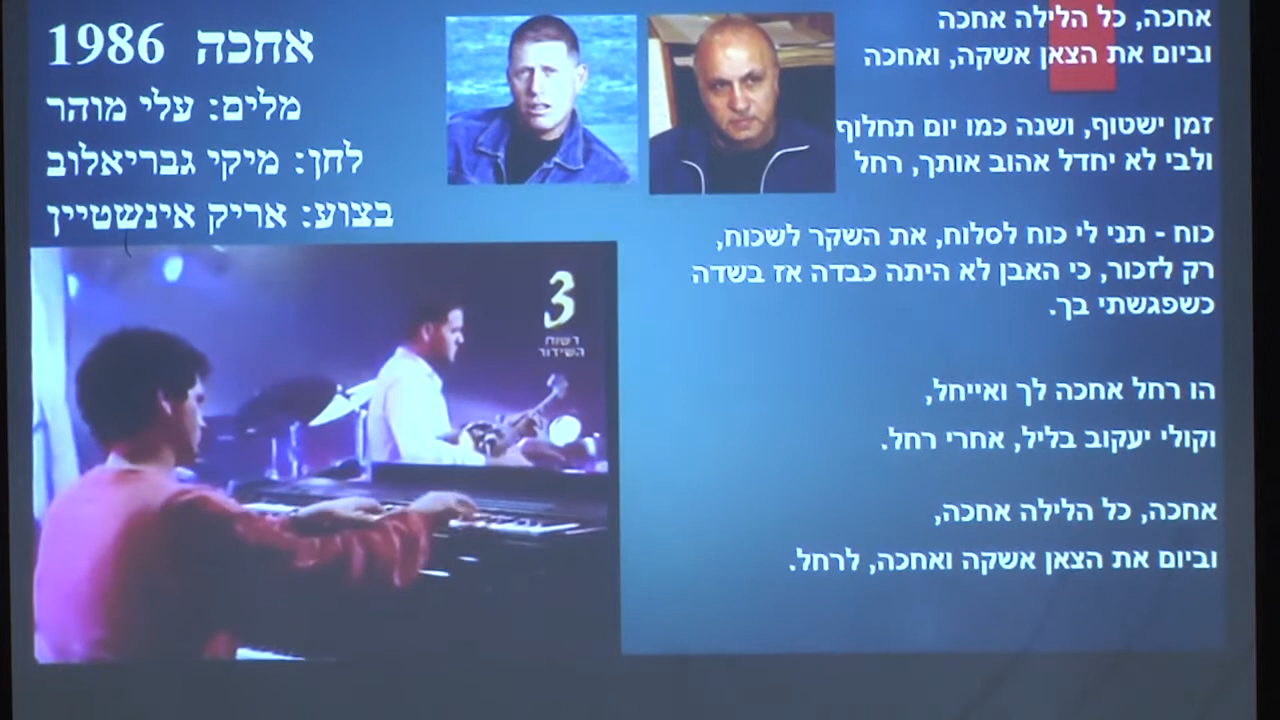 אחכה 1986
מלים: עלי מוהר
לחן: מיקי גבריאלוב
בצוע: אריק אינשטיין
3
רשות
השידור
אחכה, כל הלילה אחכה
וביום את הצאן אשקה, ואחכה
זמן ישטוף, ושנה כמו יום תחלוף
ולבי לא יחדל אהוב אותך, רחל
כוח - תני לי כוח לסלוח, את השקר לשכוח,
רק לזכור, כי האבן לא היתה כבדה אז בשדה
כשפגשתי בך.
הו רחל אחכה לך ואייחל,
וקולי יעקוב בליל, אחרי רחל.
אחכה, כל הלילה אחכה,
וביום את הצאן אשקה ואחכה, לרחל.